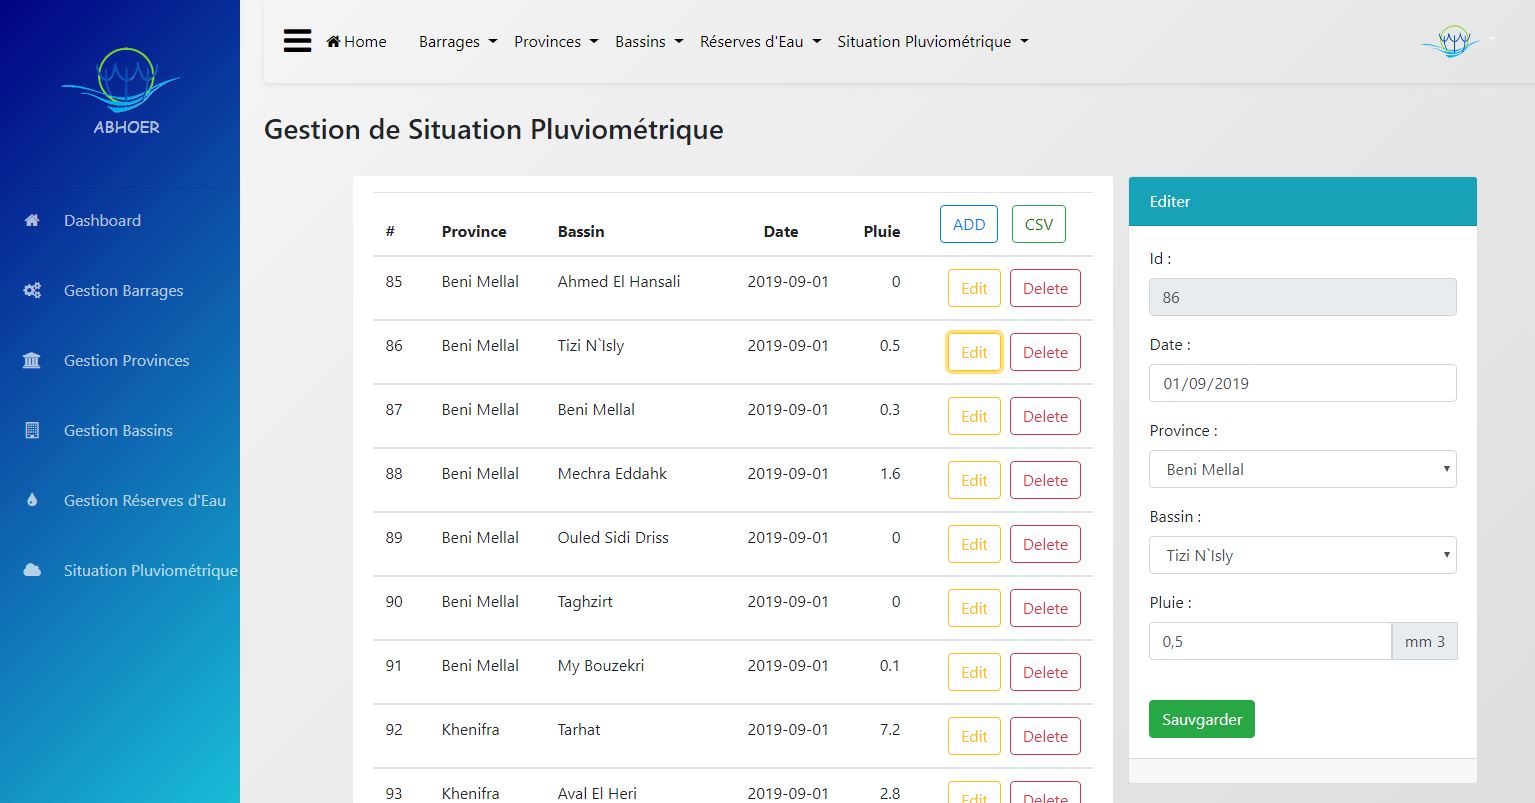 ABHOER
Dashboard
Gestion Barrages
Gestion Provinces
Gestion Bassins
Gestion Réserves d'Eau
Situation Pluviométrique
Home Barrages Provinces Bassins Réserves d'Eau Situation Pluviométrique
Gestion de Situation Pluviométrique
# Province Bassin Date Pluie ADD CSV
85 Beni Mellal Ahmed El Hansali 2019-09-01 0 Edit Delete
86 Beni Mellal Tizi N`Isly 2019-09-01 0.5 Edit Delete
87 Beni Mellal Beni Mellal 2019-09-01 0.3 Edit Delete
88 Beni Mellal Mechra Eddahk 2019-09-01 1.6 Edit Delete
89 Beni Mellal Ouled Sidi Driss 2019-09-01 0 Edit Delete
90 Beni Mellal Taghzirt 2019-09-01 0 Edit Delete
91 Beni Mellal My Bouzekri 2019-09-01 0.1 Edit Delete
92 Khenifra Tarhat 2019-09-01 7.2 Edit Delete
93 Khenifra Aval El Heri 2019-09-01 2.8 Edit Delete
Editer
Id :
86
Date :
01/09/2019
Province :
Beni Mellal
Bassin :
Tizi N`Isly
Pluie :
0,5 mm 3
Sauvgarder